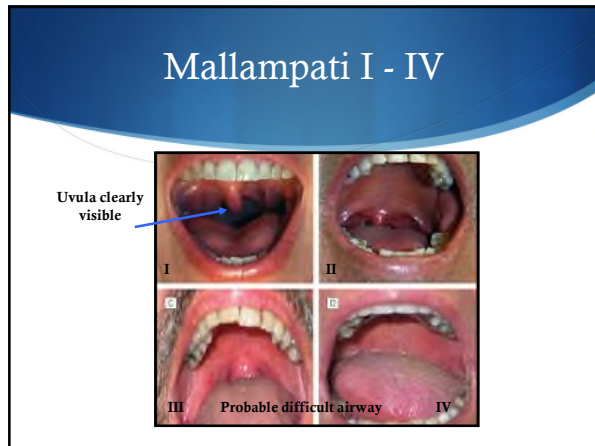 Mallampati I - IV
Uvula clearly
visible
I
II
C
D
III
Probable difficult airway
IV